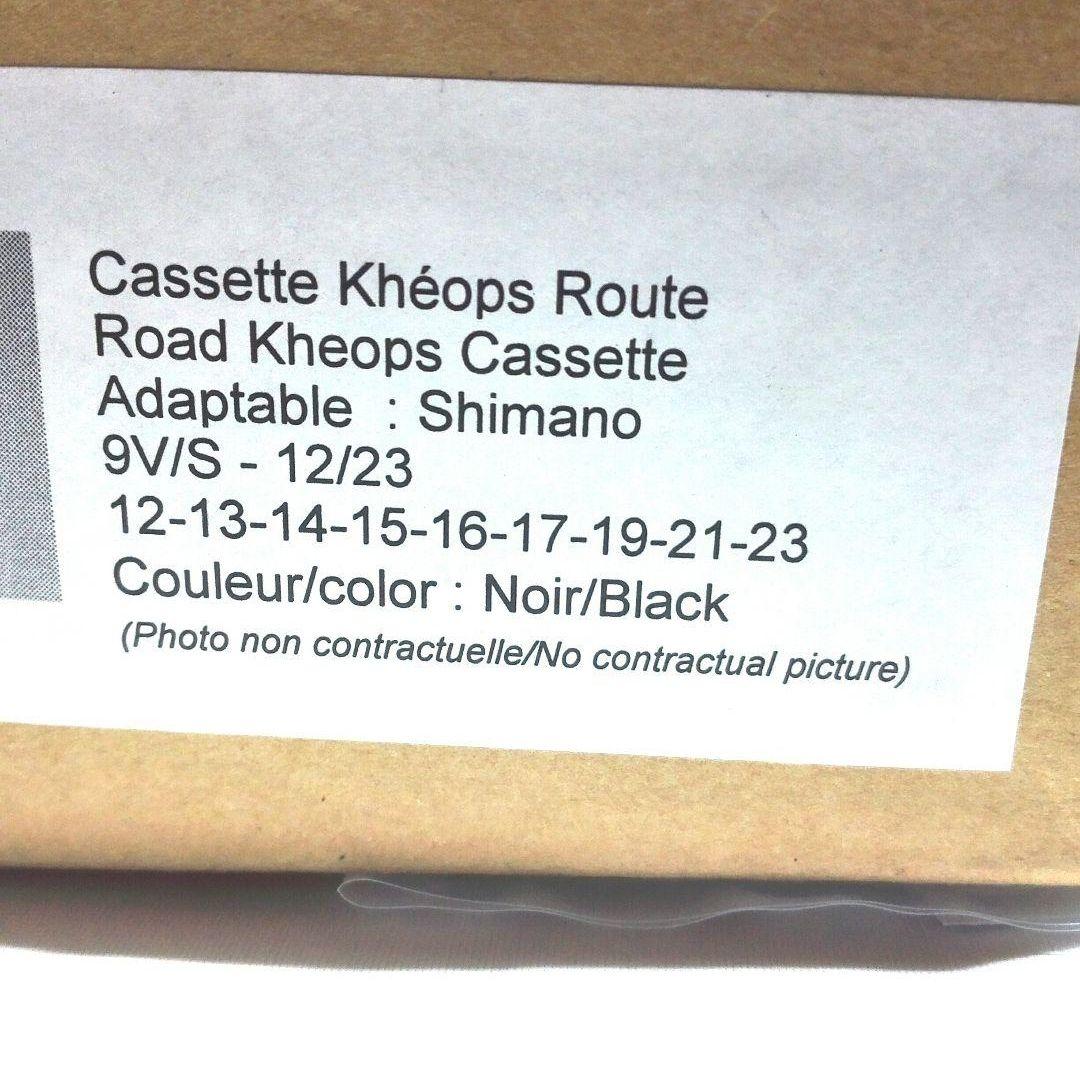 Cassette Khéops Route
Road Kheops Cassette
Adaptable : Shimano
9V/S - 12/23
12-13-14-15-16-17-19-21-23
Couleur/color : Noir/Black
(Photo non contractuelle/No contractual picture)